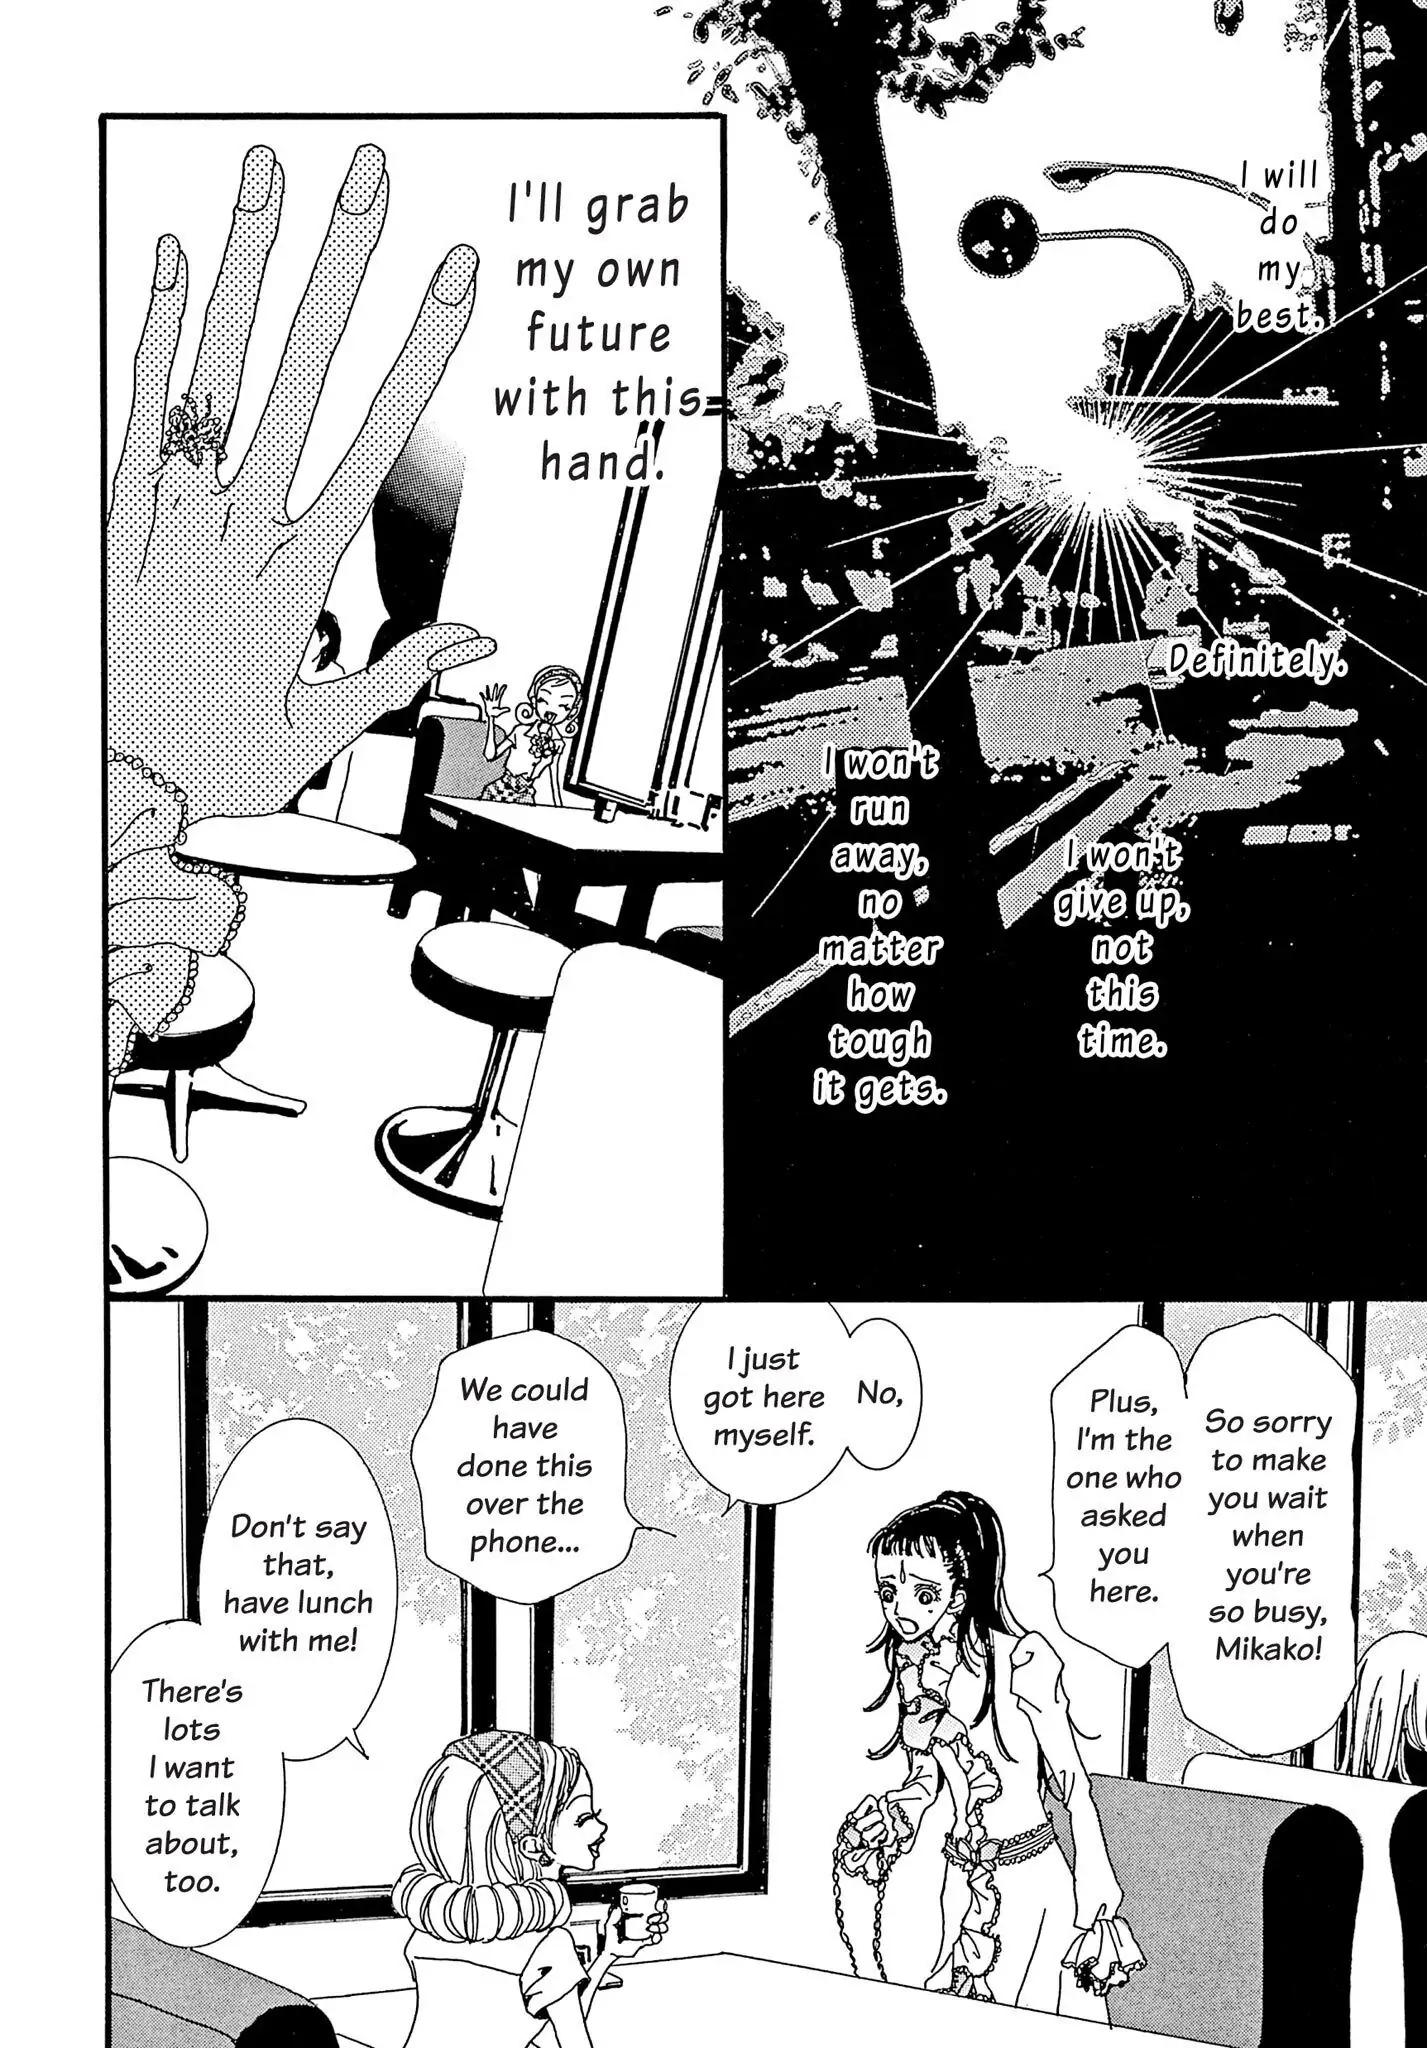 I will
do
my
best.
Definitely.
I won't
give up,
not
this
time.
I won't
run
away,
no
matter
how
tough
it gets.
I'll grab
my own
future
with this
hand.
So sorry
to make
you wait
when
you're
so busy,
Mikako!
Plus,
I'm the
one who
asked
you
here.
No,
I just
got here
myself.
We could
have
done this
over the
phone...
Don't say
that,
have lunch
with me!
There's
lots
I want
to talk
about,
too.